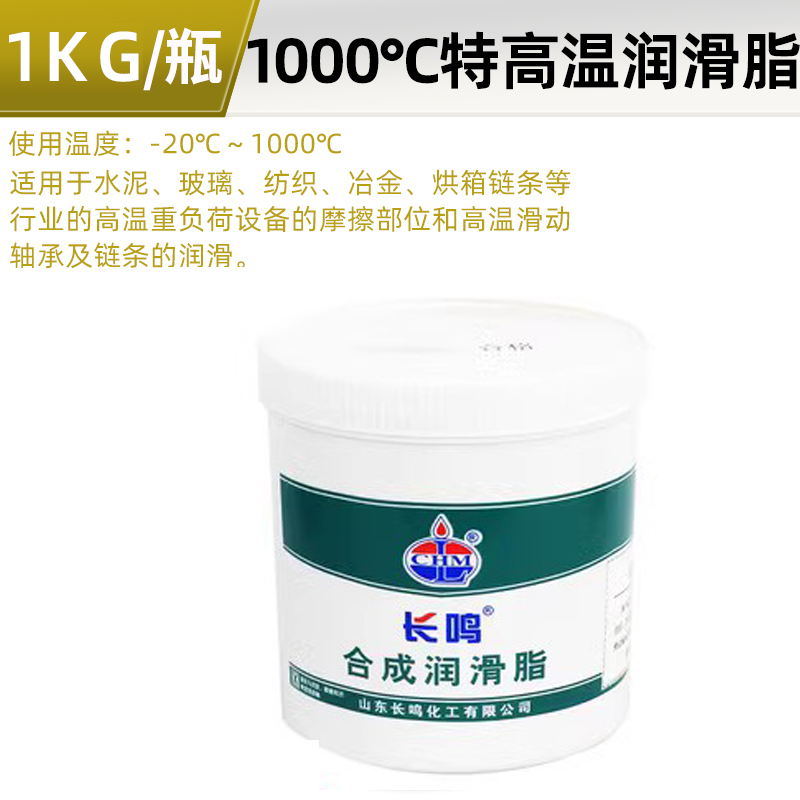 1KG/瓶
1000℃特高温润滑脂
使用温度：-20℃~1000℃
适用于水泥、玻璃、纺织、冶金、烘箱链条等
行业的高温重负荷设备的摩擦部位和高温滑动
轴承及链条的润滑。
合格
CHM®
长鸣®
合成润滑脂
山东长鸣化工有限公司